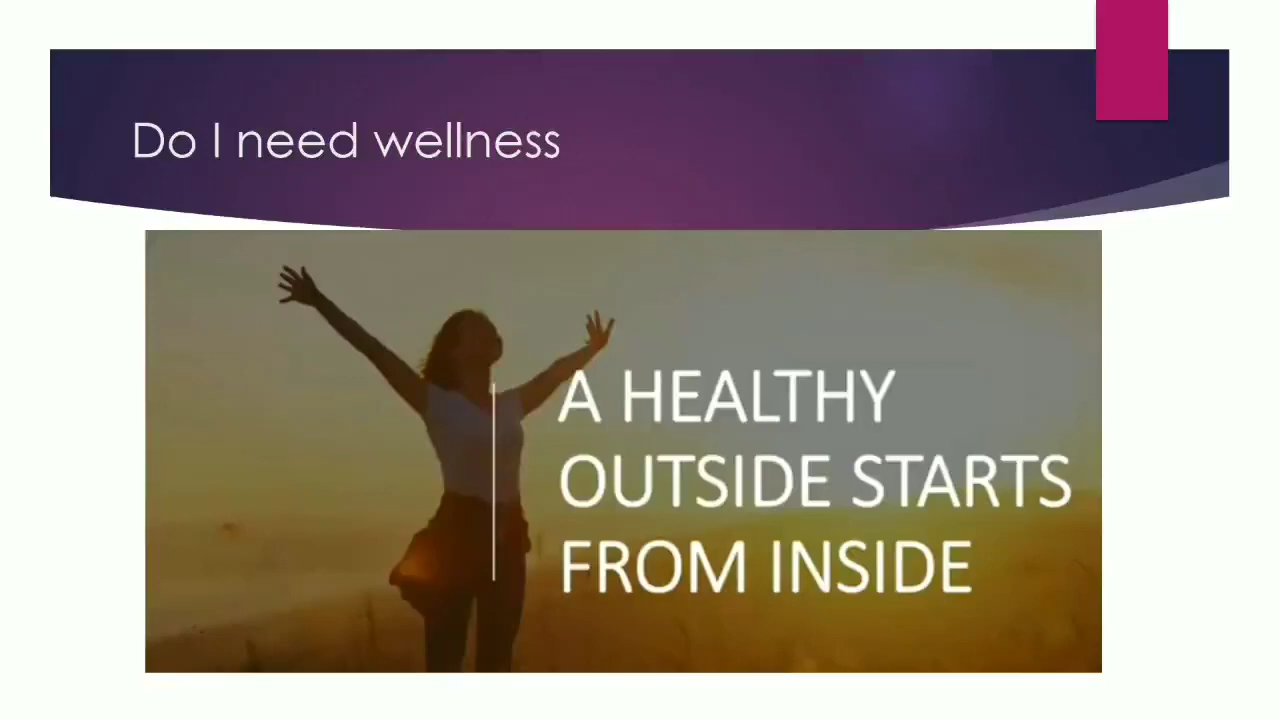 Do I need wellness
A HEALTHY
OUTSIDE STARTS
FROM INSIDE